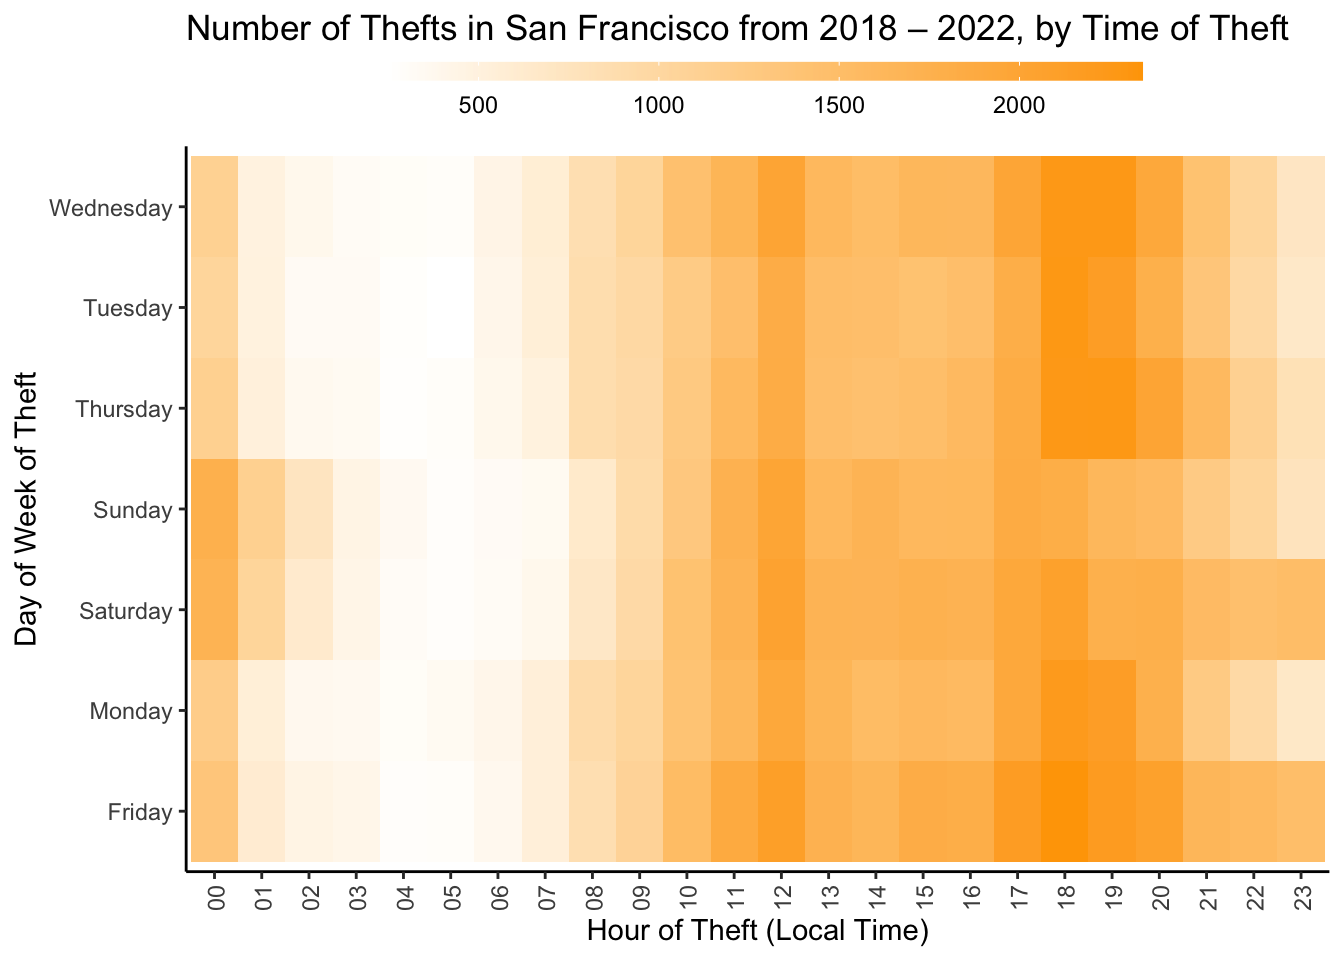 Number of Thefts in San Francisco from 2018 – 2022, by Time of Theft
500 1000 1500 2000
Day of Week of Theft
Wednesday
Tuesday
Thursday
Sunday
Saturday
Monday
Friday
00 01 02 03 04 05 06 07 08 09 10 11 12 13 14 15 16 17 18 19 20 21 22 23
Hour of Theft (Local Time)